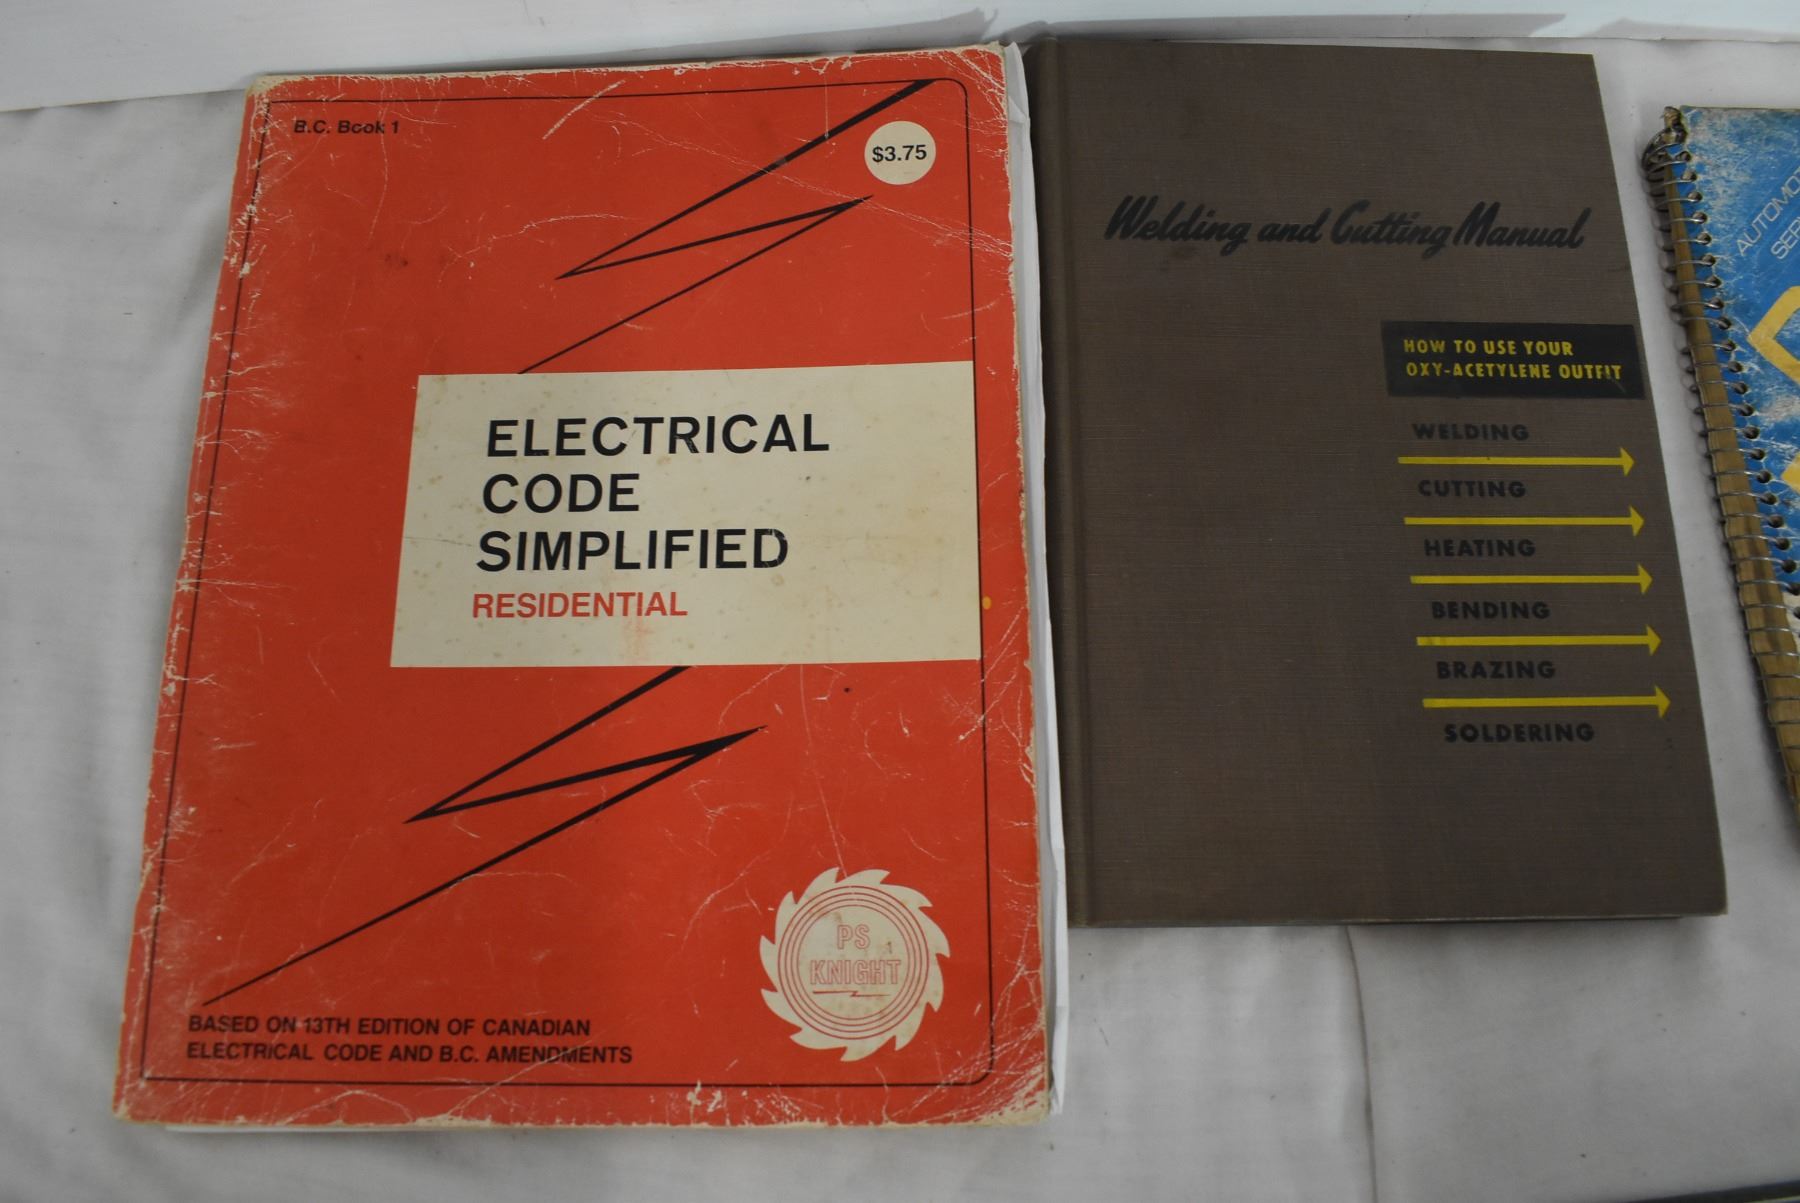 B.C. Book 1
$3.75
ELECTRICAL
CODE
SIMPLIFIED
RESIDENTIAL
PS
KNIGHT
BASED ON 13TH EDITION OF CANADIAN
ELECTRICAL CODE AND B.C. AMENDMENTS
Welding and Cutting Manual
HOW TO USE YOUR
OXY-ACETYLENE OUTFIT
WELDING
CUTTING
HEATING
BENDING
BRAZING
SOLDERING